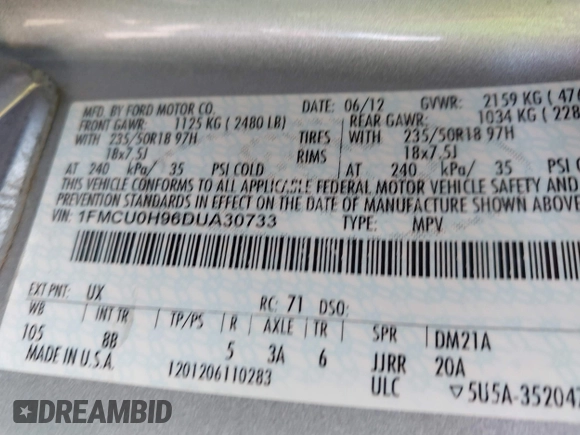 MFD. BY FORD MOTOR CO.
DATE: 06/12 GVWR: 2159 KG
FRONT GAWR: 1125 KG (2480 LB) REAR GAWR: 1034 KG
WITH 235/50R18 97H TIRES WITH 235/50R18 97H
18x7.5J RIMS 18x7.5J
AT 240 kPa/ 35 PSI COLD AT 240 kPa/ 35 PSI COLD
THIS VEHICLE CONFORMS TO ALL APPLICABLE FEDERAL MOTOR VEHICLE SAFETY AND
PREVENTION STANDARDS IN EFFECT ON THE DATE OF MANUFACTURE SHOWN ABOVE
VIN: 1FMCU0H96DUA30733 TYPE: MPV
EXT PNT: UX RC: 71 DSO:
WB INT TR TP/PS R AXLE TR SPR DM21A
105 8B 5 3A 6 JJRR 20A
MADE IN U.S.A. 1201206110283 ULC ▽5U5A-35204
DREAMBID